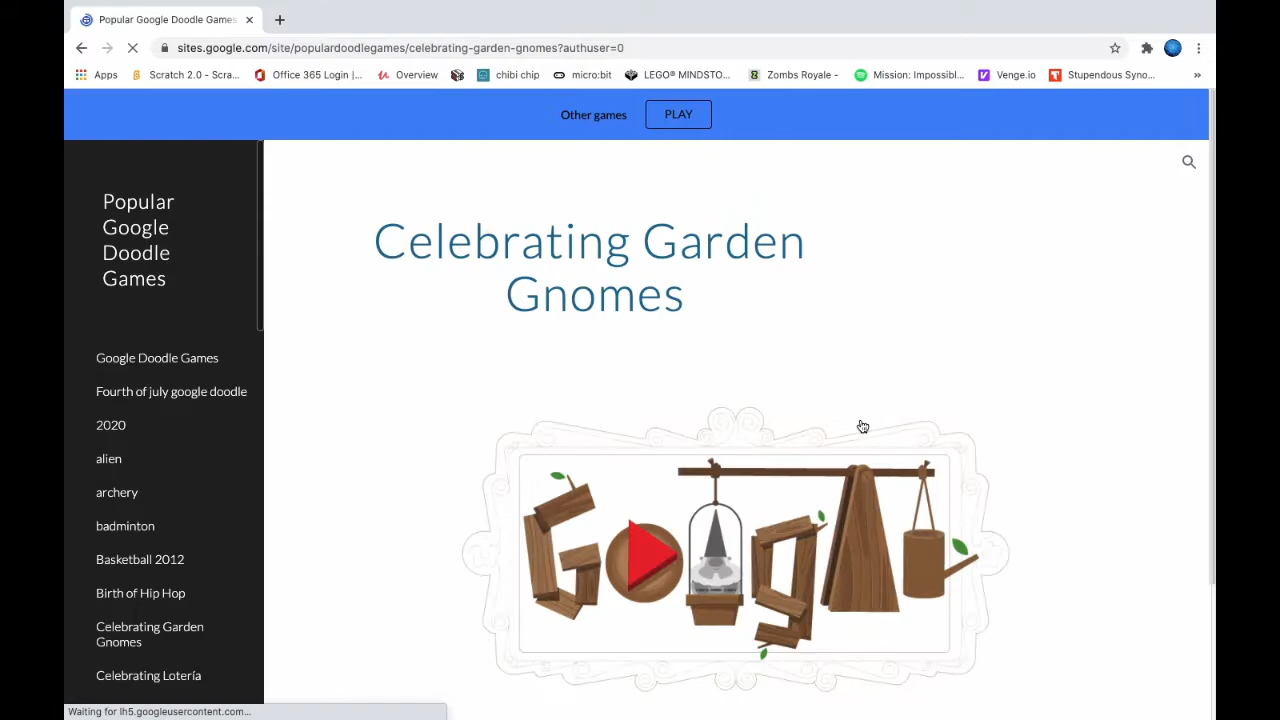 Popular Google Doodle Games
sites.google.com/site/populardoodlegames/celebrating-garden-gnomes?authuser=0
Apps Scratch 2.0 - Scra... Office 365 Login |... Overview chibi chip micro:bit LEGO® MINDSTO... Zombs Royale - Mission: Impossibl... Venge.io Stupendous Syno... »
Other games PLAY
Popular
Google
Doodle
Games
Celebrating Garden
Gnomes
Google Doodle Games
Fourth of july google doodle
2020
alien
archery
badminton
Basketball 2012
Birth of Hip Hop
Celebrating Garden
Gnomes
Celebrating Lotería
Google
Waiting for lh5.googleusercontent.com...